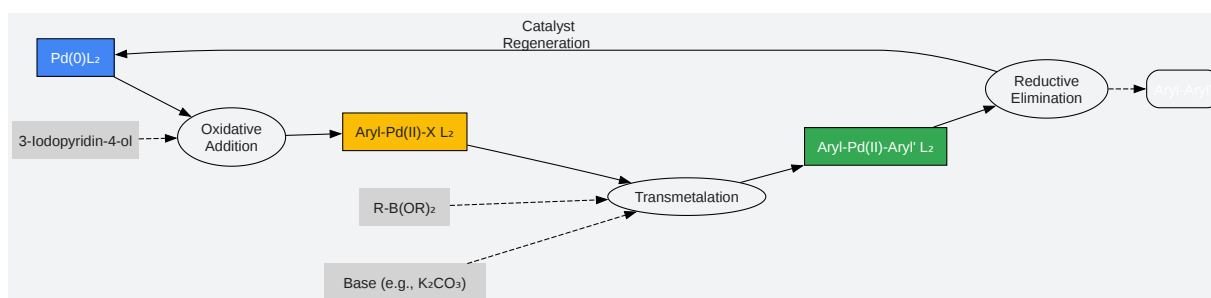 Catalyst
Regeneration
Pd(0)L₂
Reductive
Elimination
Aryl-Aryl'
3-Iodopyridin-4-ol
Oxidative
Addition
Aryl-Pd(II)-X L₂
Aryl-Pd(II)-Aryl' L₂
R-B(OR)₂
Transmetalation
Base (e.g., K₂CO₃)